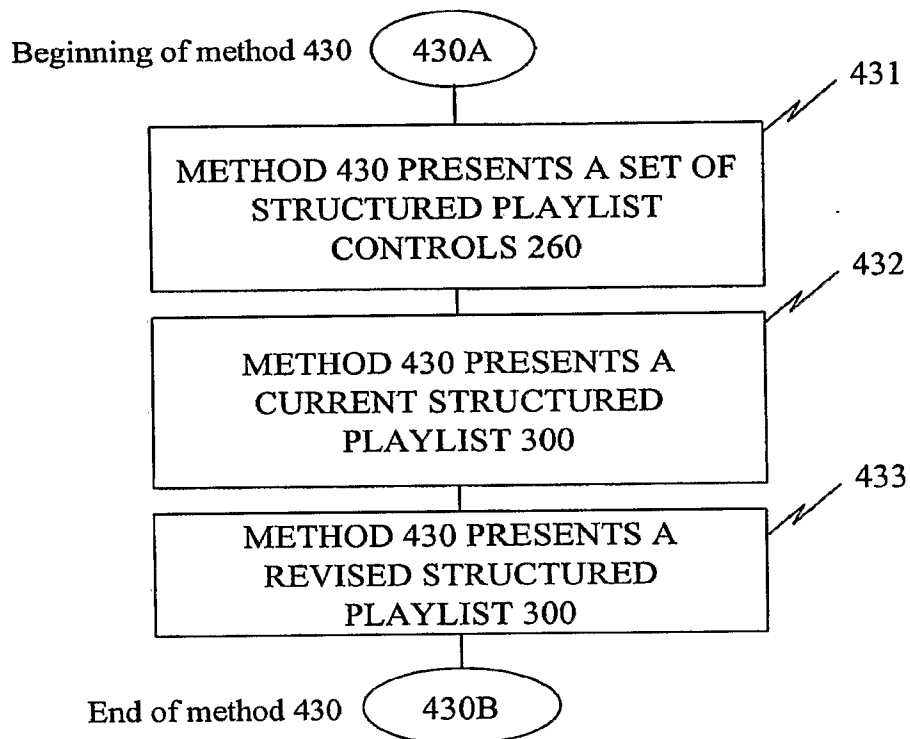 Beginning of method 430
430A
431
METHOD 430 PRESENTS A SET OF
STRUCTURED PLAYLIST
CONTROLS 260
432
METHOD 430 PRESENTS A
CURRENT STRUCTURED
PLAYLIST 300
433
METHOD 430 PRESENTS A
REVISED STRUCTURED
PLAYLIST 300
End of method 430
430B